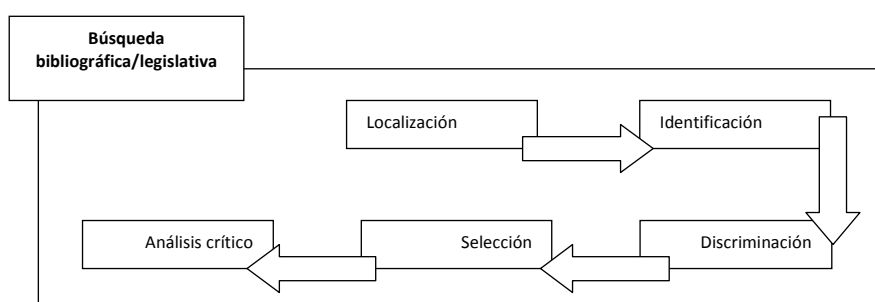 Búsqueda
bibliográfica/legislativa
Localización
Identificación
Discriminación
Selección
Análisis crítico